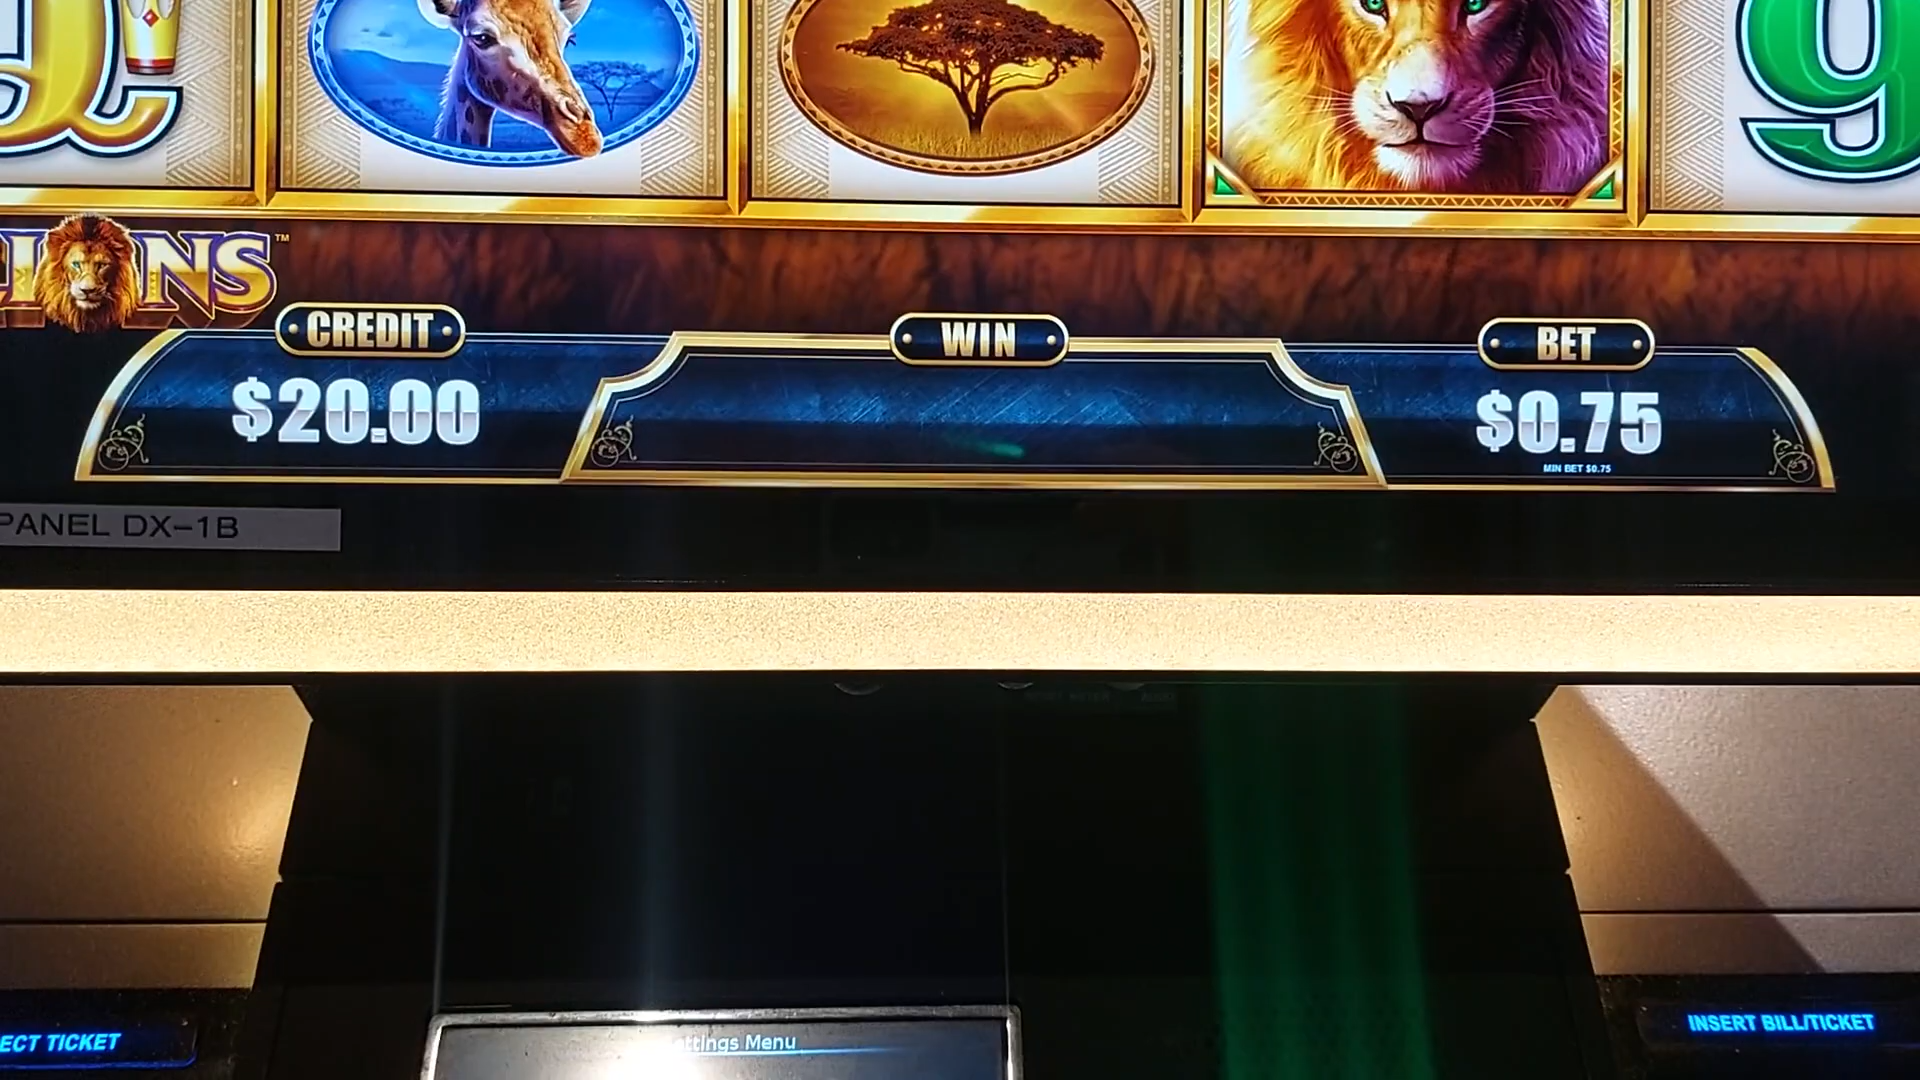 Q
9
LIONS™
CREDIT
WIN
BET
$20.00
$0.75
MIN BET $0.75
PANEL DX-1B
ECT TICKET
ttings Menu
INSERT BILL/TICKET